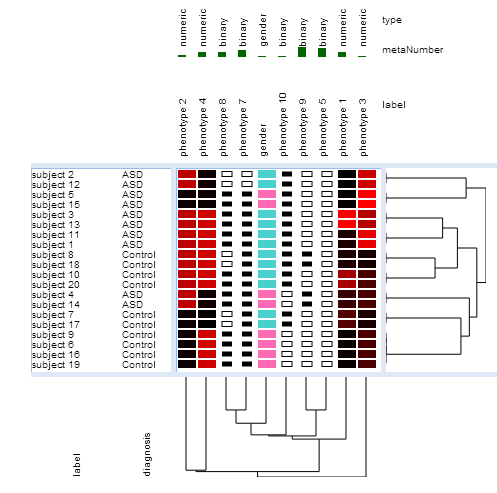 numeric numeric binary binary gender binary binary binary numeric numeric type
metaNumber
phenotype 2 phenotype 4 phenotype 8 phenotype 7 gender phenotype 10 phenotype 9 phenotype 5 phenotype 1 phenotype 3 label
subject 2 ASD
subject 12 ASD
subject 5 ASD
subject 15 ASD
subject 3 ASD
subject 13 ASD
subject 11 ASD
subject 1 ASD
subject 8 Control
subject 18 Control
subject 10 Control
subject 20 Control
subject 4 ASD
subject 14 ASD
subject 7 Control
subject 17 Control
subject 9 Control
subject 6 Control
subject 16 Control
subject 19 Control
label diagnosis